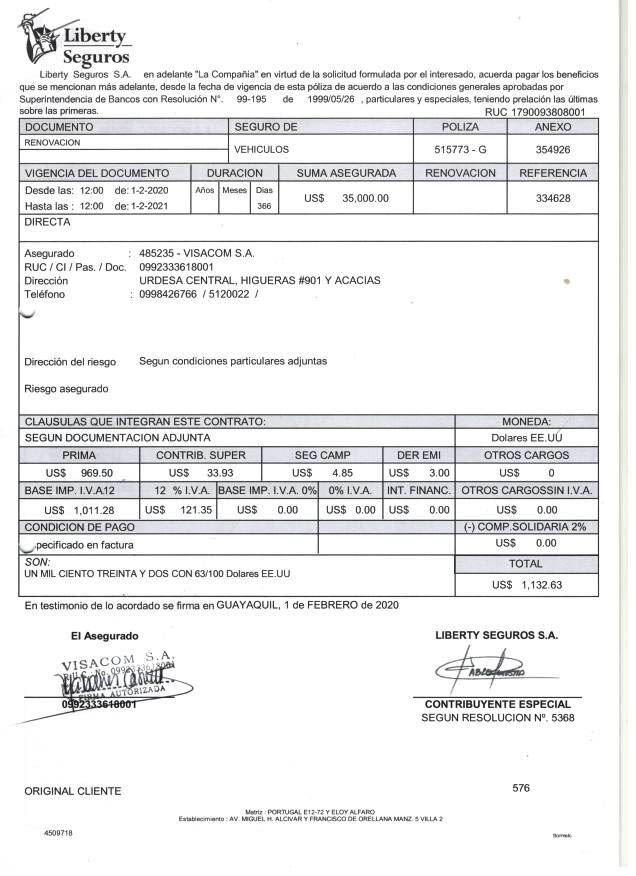 Liberty
Seguros
Liberty Seguros S.A. en adelante "La Compañia" en virtud de la solicitud formulada por el interesado, acuerda pagar los beneficios
que se mencionan más adelante, desde la fecha de vigencia de esta póliza de acuerdo a las condiciones generales aprobadas por
Superintendencia de Bancos con Resolución N°. 99-195 de 1999/05/26 , particulares y especiales, teniendo prelación las últimas
sobre las primeras. RUC 1790093808001
DOCUMENTO SEGURO DE POLIZA ANEXO
RENOVACION VEHICULOS 515773 - G 354926
VIGENCIA DEL DOCUMENTO DURACION SUMA ASEGURADA RENOVACION REFERENCIA
Desde las: 12:00 de: 1-2-2020 Años Meses Dias US$ 35,000.00 334628
Hasta las : 12:00 de: 1-2-2021 366
DIRECTA
Asegurado : 485235 - VISACOM S.A.
RUC / CI / Pas. / Doc. 0992333618001
Dirección URDESA CENTRAL, HIGUERAS #901 Y ACACIAS
Teléfono : 0998426766 / 5120022 /
Dirección del riesgo Segun condiciones particulares adjuntas
Riesgo asegurado
CLAUSULAS QUE INTEGRAN ESTE CONTRATO: MONEDA:
SEGUN DOCUMENTACION ADJUNTA Dolares EE.UU
PRIMA CONTRIB. SUPER SEG CAMP DER EMI OTROS CARGOS
US$ 969.50 US$ 33.93 US$ 4.85 US$ 3.00 US$ 0
BASE IMP. I.V.A12 12 % I.V.A. BASE IMP. I.V.A. 0% 0% I.V.A. INT. FINANC. OTROS CARGOSSIN I.V.A.
US$ 1,011.28 US$ 121.35 US$ 0.00 US$ 0.00 US$ 0.00 US$ 0.00
CONDICION DE PAGO (-) COMP.SOLIDARIA 2%
pecificado en factura US$ 0.00
SON: TOTAL
UN MIL CIENTO TREINTA Y DOS CON 63/100 Dolares EE.UU US$ 1,132.63
En testimonio de lo acordado se firma en GUAYAQUIL, 1 de FEBRERO de 2020
El Asegurado LIBERTY SEGUROS S.A.
VISACOM S.A.
R.U.C. No. 0992333618001
FIRMA AUTORIZADA
0992333618001 CONTRIBUYENTE ESPECIAL
SEGUN RESOLUCION Nº. 5368
ORIGINAL CLIENTE 576
Matriz : PORTUGAL E12-72 Y ELOY ALFARO
Establecimiento : AV. MIGUEL H. ALCIVAR Y FRANCISCO DE ORELLANA MANZ. 5 VILLA 2
4509718